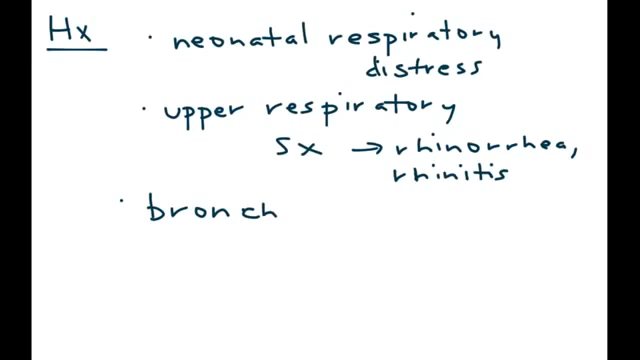 Hx · neonatal respiratory
distress
· upper respiratory
Sx → rhinorrhea,
rhinitis
· bronch